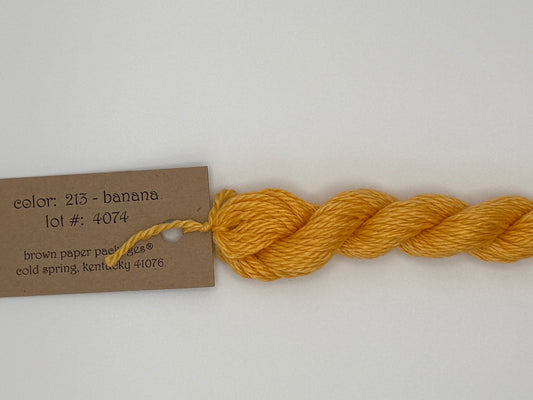 color: 213 - banana
lot #: 4074
brown paper packages®
cold spring, kentucky 41076